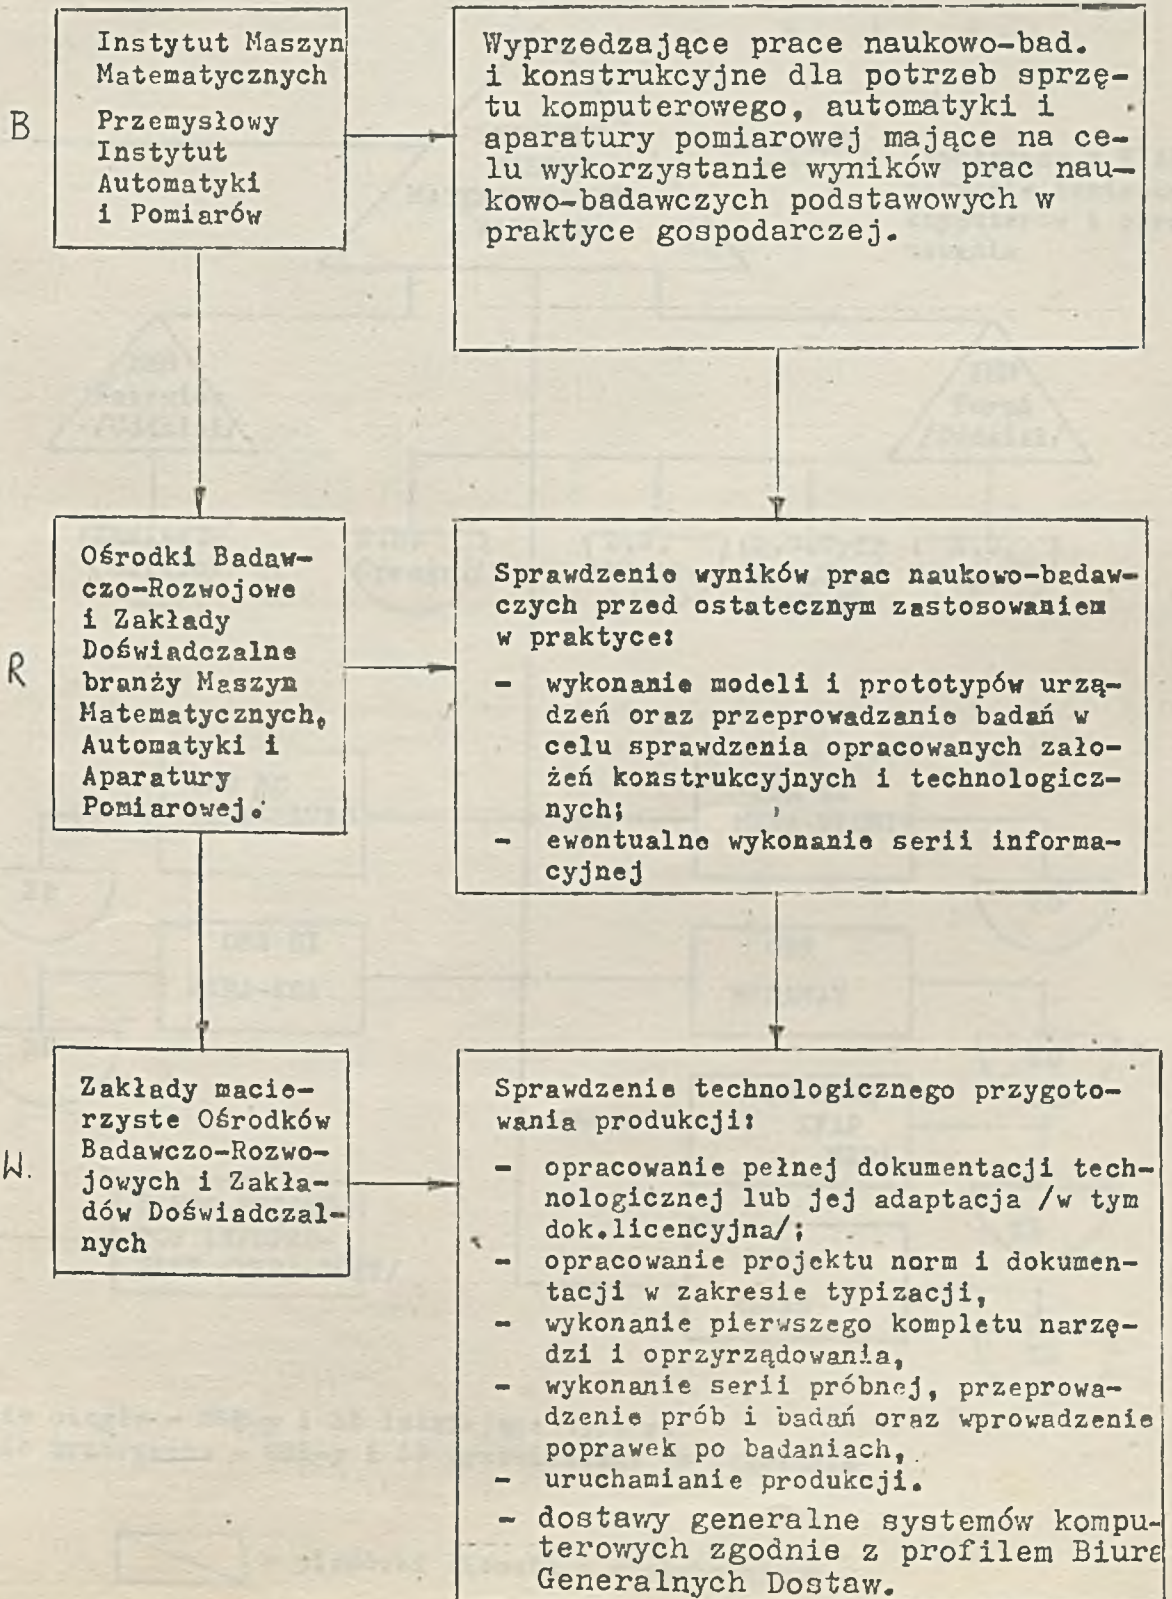 B
Instytut Maszyn
Matematycznych
Przemysłowy
Instytut
Automatyki
i Pomiarów
Wyprzedzające prace naukowo-bad.
i konstrukcyjne dla potrzeb sprzę-
tu komputerowego, automatyki i
aparatury pomiarowej mające na ce-
lu wykorzystanie wyników prac nau-
kowo-badawczych podstawowych w
praktyce gospodarczej.
R
Ośrodki Badaw-
czo-Rozwojowe
i Zakłady
Doświadczalne
branży Maszyn
Matematycznych,
Automatyki i
Aparatury
Pomiarowej.
Sprawdzenie wyników prac naukowo-badaw-
czych przed ostatecznym zastosowaniem
w praktyce:
- wykonanie modeli i prototypów urzą-
dzeń oraz przeprowadzanie badań w
celu sprawdzenia opracowanych zało-
żeń konstrukcyjnych i technologicz-
nych;
- ewentualne wykonanie serii informa-
cyjnej
W.
Zakłady macie-
rzyste Ośrodków
Badawczo-Rozwo-
jowych i Zakła-
dów Doświadczal-
nych
Sprawdzenie technologicznego przygoto-
wania produkcji:
- opracowanie pełnej dokumentacji tech-
nologicznej lub jej adaptacja /w tym
dok.licencyjna/;
- opracowanie projektu norm i dokumen-
tacji w zakresie typizacji,
- wykonanie pierwszego kompletu narzę-
dzi i oprzyrządowania,
- wykonanie serii próbnej, przeprowa-
dzenie prób i badań oraz wprowadzenie
poprawek po badaniach,
- uruchamianie produkcji.
- dostawy generalne systemów kompu-
terowych zgodnie z profilem Biura
Generalnych Dostaw.